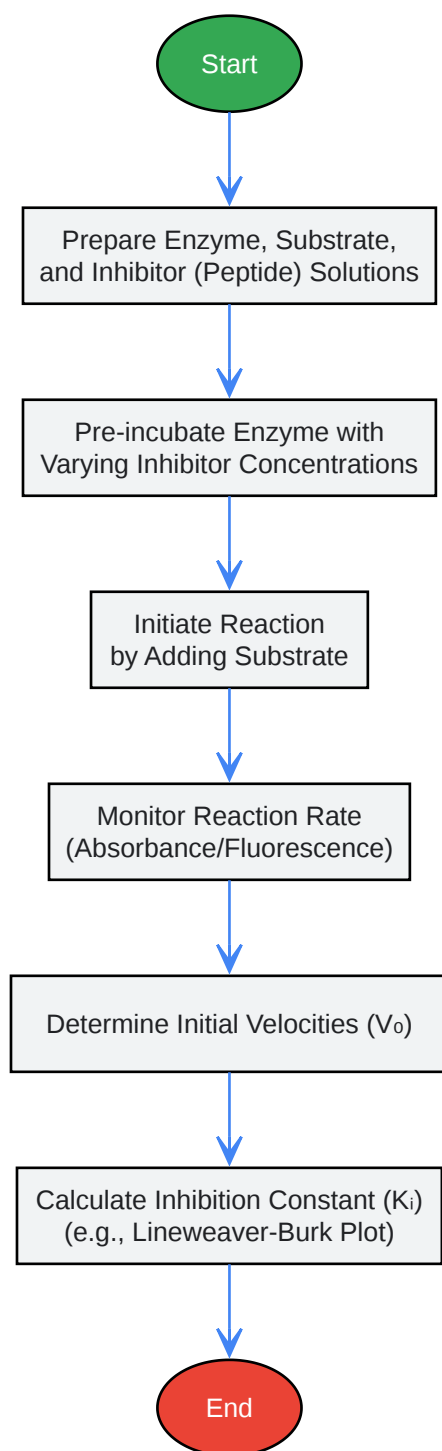 Start
Prepare Enzyme, Substrate,
and Inhibitor (Peptide) Solutions
Pre-incubate Enzyme with
Varying Inhibitor Concentrations
Initiate Reaction
by Adding Substrate
Monitor Reaction Rate
(Absorbance/Fluorescence)
Determine Initial Velocities (V₀)
Calculate Inhibition Constant (Kᵢ)
(e.g., Lineweaver-Burk Plot)
End